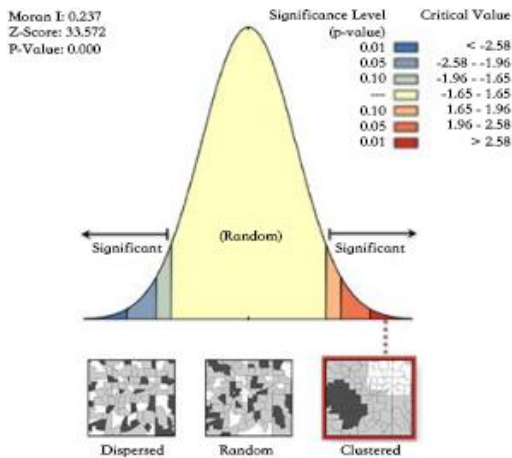 Moran I: 0.237
Z-Score: 33.572
P-Value: 0.000
Significance Level Critical Value
(p-value)
0.01 < -2.58
0.05 -2.58 - -1.96
0.10 -1.96 - -1.65
--- -1.65 - 1.65
0.10 1.65 - 1.96
0.05 1.96 - 2.58
0.01 > 2.58
Significant (Random) Significant
Dispersed Random Clustered